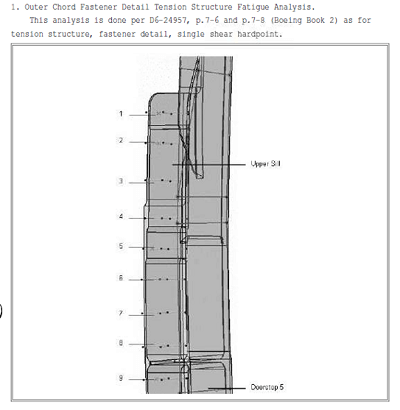 1. Outer Chord Fastener Detail Tension Structure Fatigue Analysis.
This analysis is done per D6-24957, p.7-6 and p.7-8 (Boeing Book 2) as for
tension structure, fastener detail, single shear hardpoint.
1
2
Upper Sill
3
4
5
6
7
8
9
Doorstop 5